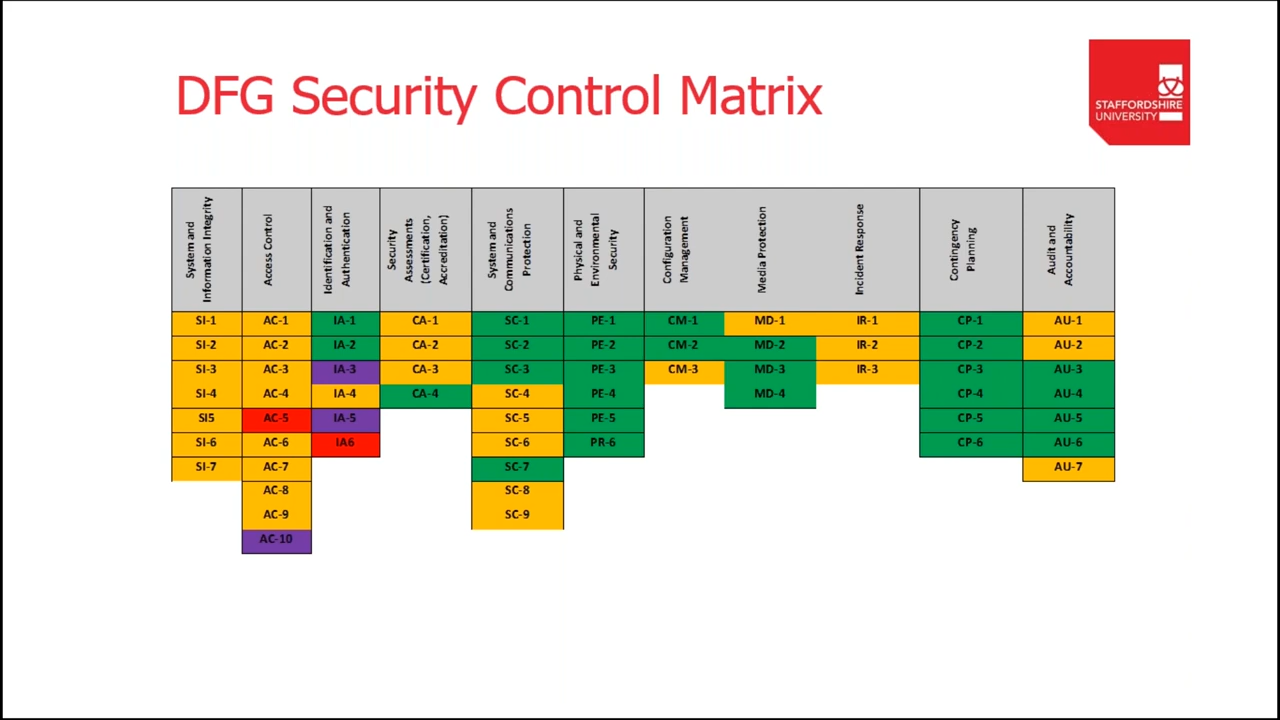 DFG Security Control Matrix
STAFFORDSHIRE
UNIVERSITY
System and
Information Integrity
Access Control
Identification and
Authentication
Security
Assessments
(Certification,
Accreditation)
System and
Communications
Protection
Physical and
Environmental
Security
Configuration
Management
Media Protection
Incident Response
Contingency
Planning
Audit and
Accountability
SI-1 AC-1 IA-1 CA-1 SC-1 PE-1 CM-1 MD-1 IR-1 CP-1 AU-1
SI-2 AC-2 IA-2 CA-2 SC-2 PE-2 CM-2 MD-2 IR-2 CP-2 AU-2
SI-3 AC-3 IA-3 CA-3 SC-3 PE-3 CM-3 MD-3 IR-3 CP-3 AU-3
SI-4 AC-4 IA-4 CA-4 SC-4 PE-4 MD-4 CP-4 AU-4
SI5 AC-5 IA-5 SC-5 PE-5 CP-5 AU-5
SI-6 AC-6 IA6 SC-6 PR-6 CP-6 AU-6
SI-7 AC-7 SC-7 AU-7
AC-8 SC-8
AC-9 SC-9
AC-10